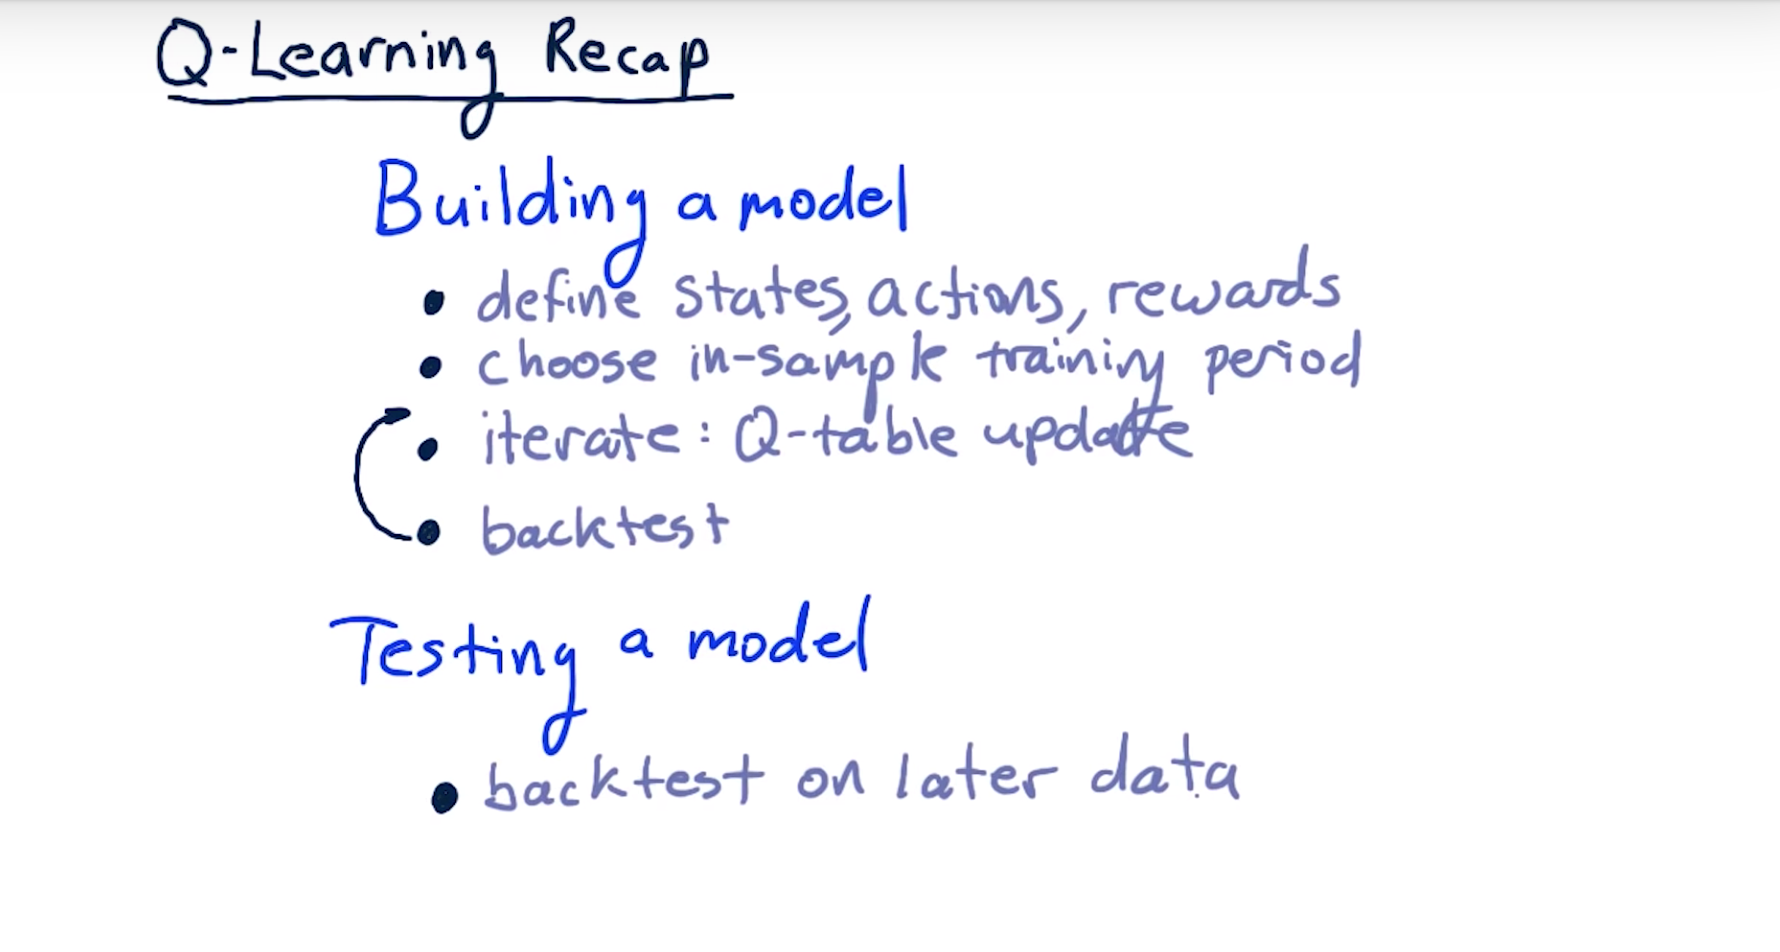 Q-Learning Recap
Building a model
• define states, actions, rewards
• choose in-sample training period
• iterate: Q-table update
• backtest
Testing a model
• backtest on later data